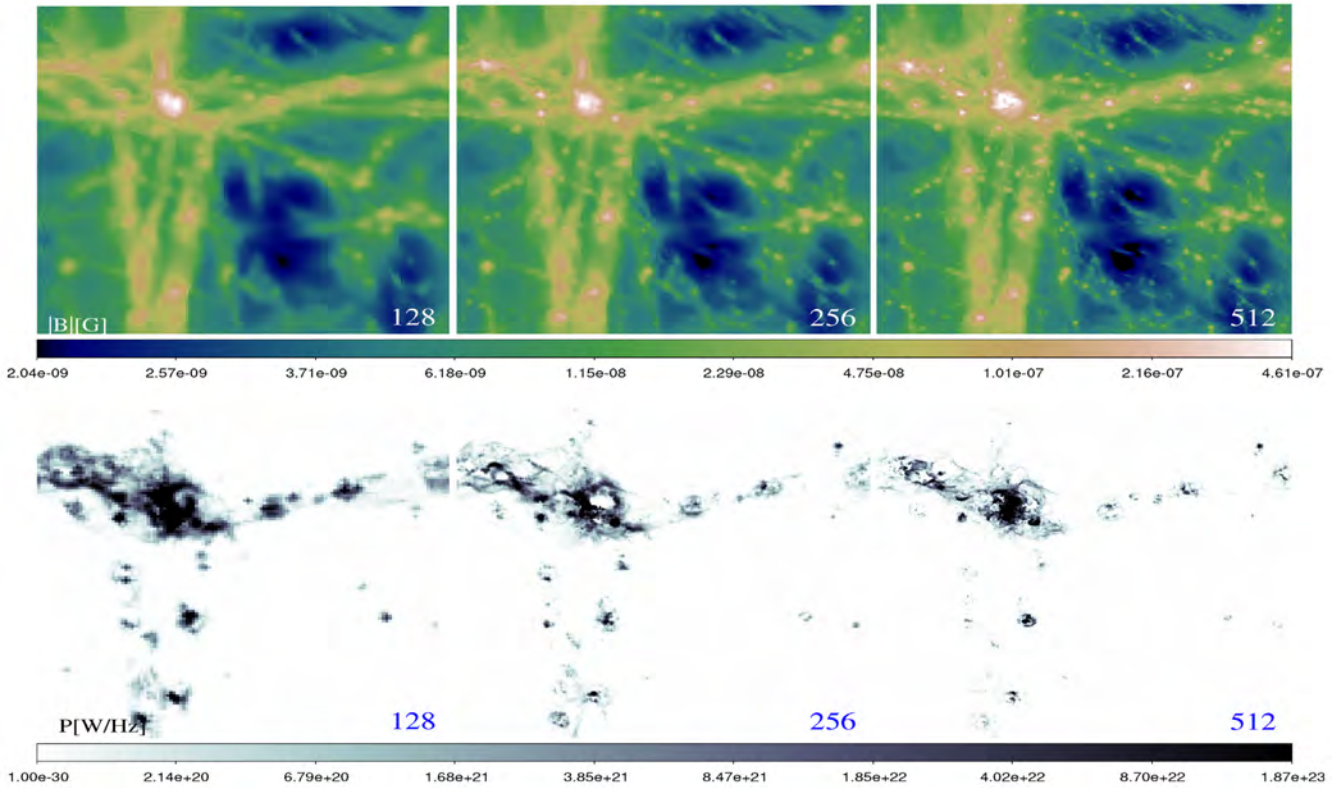 128 256 512
|B|[G]
2.04e-09 2.57e-09 3.71e-09 6.18e-09 1.15e-08 2.29e-08 4.75e-08 1.01e-07 2.16e-07 4.61e-07
P[W/Hz] 128 256 512
1.00e-30 2.14e+20 6.79e+20 1.68e+21 3.85e+21 8.47e+21 1.85e+22 4.02e+22 8.70e+22 1.87e+23